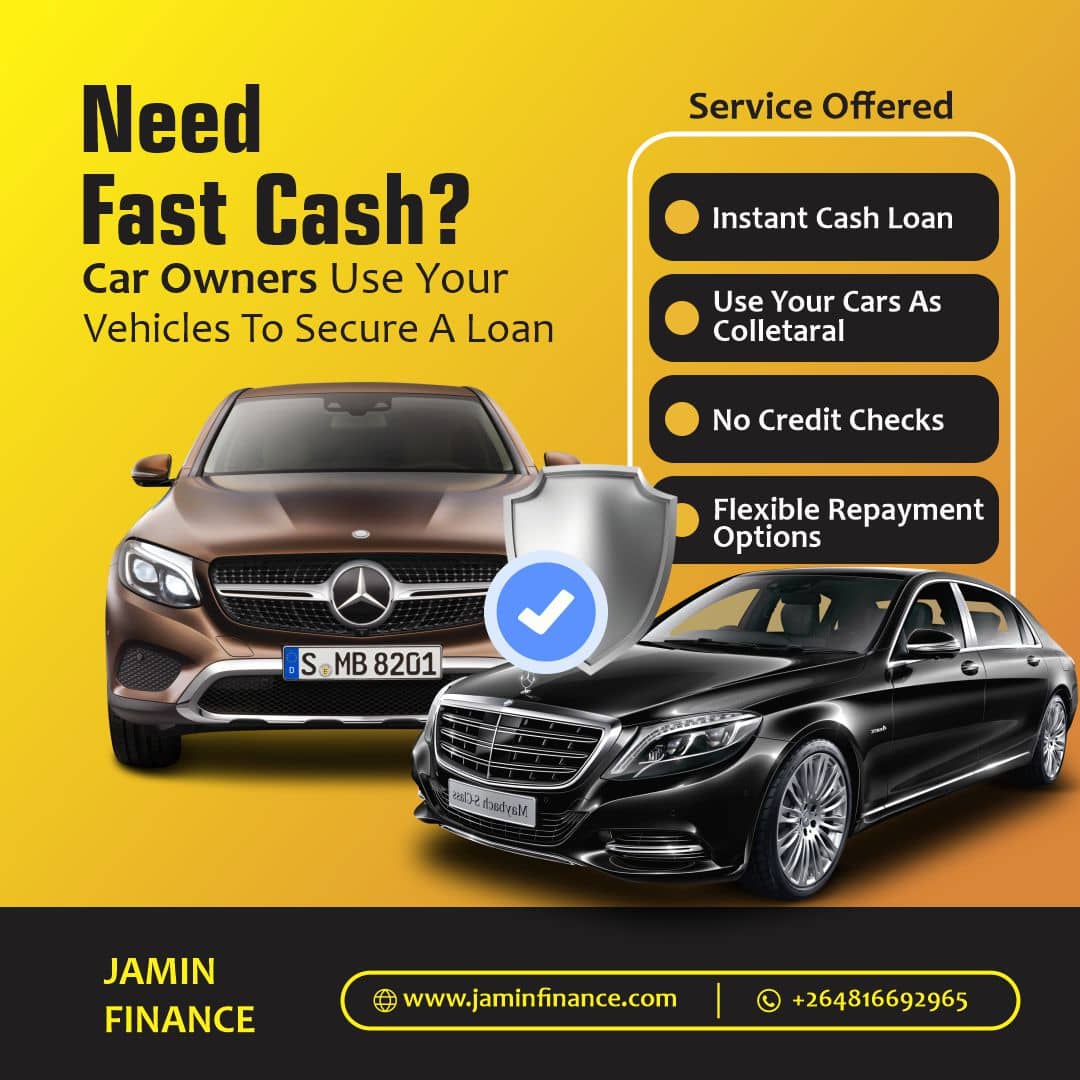 Need
Fast Cash?
Car Owners Use Your
Vehicles To Secure A Loan
Service Offered
Instant Cash Loan
Use Your Cars As
Colletaral
No Credit Checks
Flexible Repayment
Options
S MB 8201
D
Maybach S-Class
JAMIN
FINANCE
www.jaminfinance.com
+264816692965